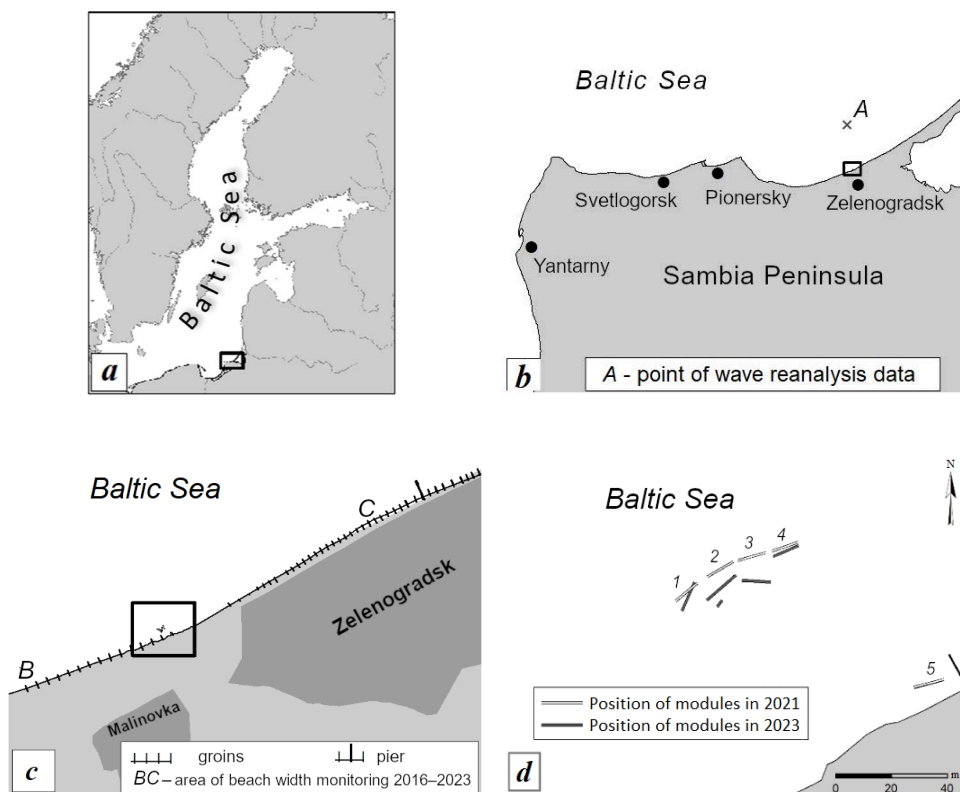 Baltic Sea
a
Baltic Sea
A
Svetlogorsk
Pionersky
Zelenogradsk
Yantarny
Sambia Peninsula
b
A - point of wave reanalysis data
Baltic Sea
C
Zelenogradsk
B
Malinovka
groins
pier
BC – area of beach width monitoring 2016–2023
c
N
Baltic Sea
1
2
3
4
5
Position of modules in 2021
Position of modules in 2023
d
0 20 40 m